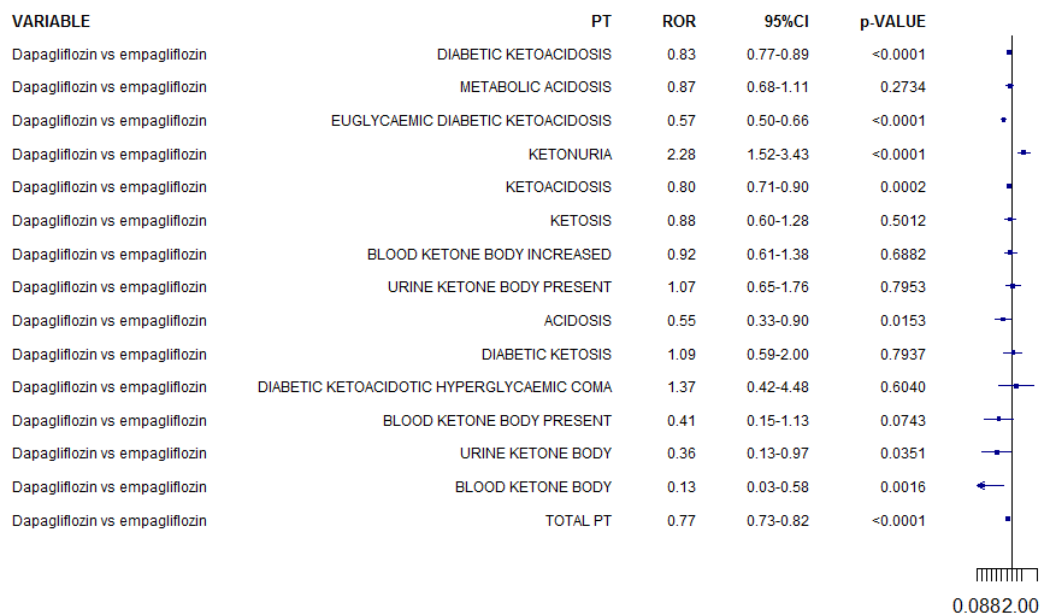 VARIABLE PT ROR 95%CI p-VALUE
Dapagliflozin vs empagliflozin DIABETIC KETOACIDOSIS 0.83 0.77-0.89 <0.0001
Dapagliflozin vs empagliflozin METABOLIC ACIDOSIS 0.87 0.68-1.11 0.2734
Dapagliflozin vs empagliflozin EUGLYCAEMIC DIABETIC KETOACIDOSIS 0.57 0.50-0.66 <0.0001
Dapagliflozin vs empagliflozin KETONURIA 2.28 1.52-3.43 <0.0001
Dapagliflozin vs empagliflozin KETOACIDOSIS 0.80 0.71-0.90 0.0002
Dapagliflozin vs empagliflozin KETOSIS 0.88 0.60-1.28 0.5012
Dapagliflozin vs empagliflozin BLOOD KETONE BODY INCREASED 0.92 0.61-1.38 0.6882
Dapagliflozin vs empagliflozin URINE KETONE BODY PRESENT 1.07 0.65-1.76 0.7953
Dapagliflozin vs empagliflozin ACIDOSIS 0.55 0.33-0.90 0.0153
Dapagliflozin vs empagliflozin DIABETIC KETOSIS 1.09 0.59-2.00 0.7937
Dapagliflozin vs empagliflozin DIABETIC KETOACIDOTIC HYPERGLYCAEMIC COMA 1.37 0.42-4.48 0.6040
Dapagliflozin vs empagliflozin BLOOD KETONE BODY PRESENT 0.41 0.15-1.13 0.0743
Dapagliflozin vs empagliflozin URINE KETONE BODY 0.36 0.13-0.97 0.0351
Dapagliflozin vs empagliflozin BLOOD KETONE BODY 0.13 0.03-0.58 0.0016
Dapagliflozin vs empagliflozin TOTAL PT 0.77 0.73-0.82 <0.0001
0.0882.00